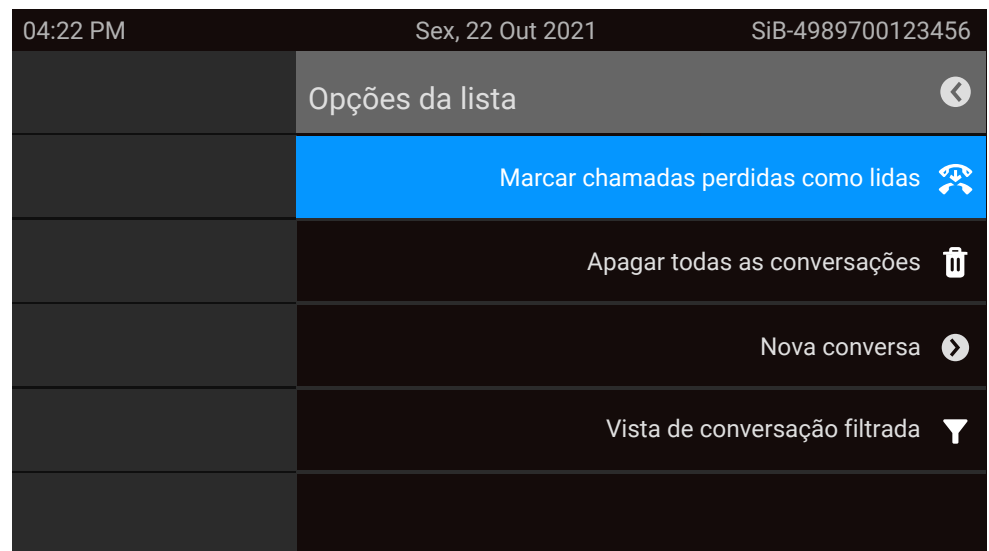 04:22 PM Sex, 22 Out 2021 SiB-4989700123456
Opções da lista
Marcar chamadas perdidas como lidas
Apagar todas as conversações
Nova conversa
Vista de conversação filtrada